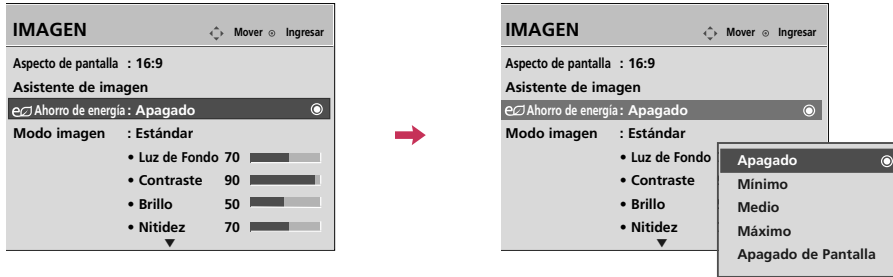 IMAGEN Mover Ingresar
Aspecto de pantalla : 16:9
Asistente de imagen
Ahorro de energía : Apagado
Modo imagen : Estándar
• Luz de Fondo 70
• Contraste 90
• Brillo 50
• Nitidez 70
IMAGEN Mover Ingresar
Aspecto de pantalla : 16:9
Asistente de imagen
Ahorro de energía : Apagado
Modo imagen : Estándar
• Luz de Fondo
• Contraste
• Brillo
• Nitidez
Apagado
Mínimo
Medio
Máximo
Apagado de Pantalla